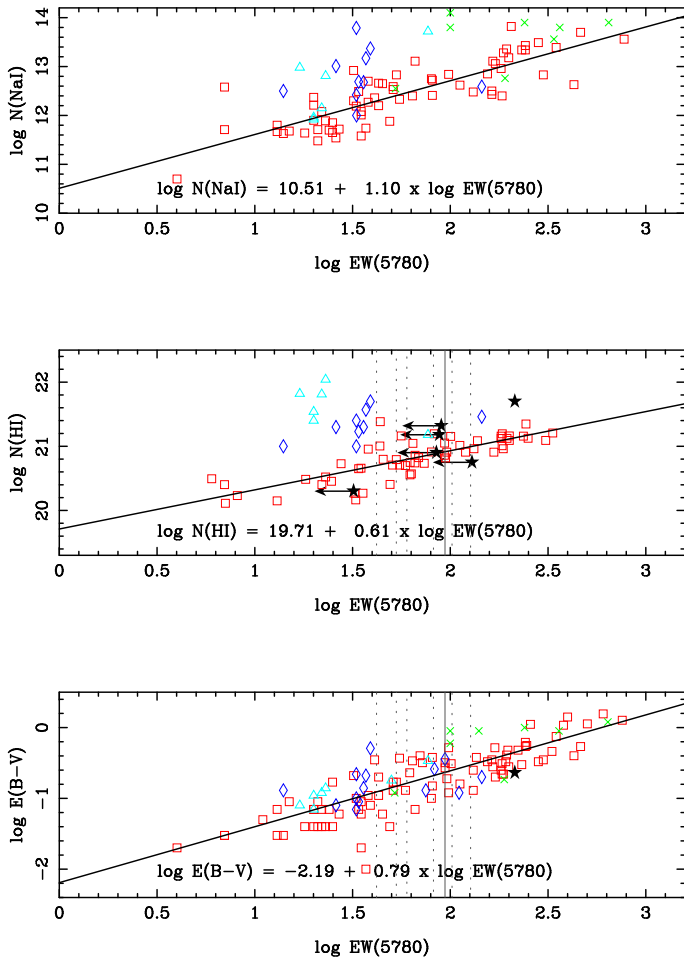 14
13
12
11
10
log N(NaI)
log N(NaI) = 10.51 + 1.10 x log EW(5780)
0 0.5 1 1.5 2 2.5 3
log EW(5780)
22
21
20
log N(HI)
log N(HI) = 19.71 + 0.61 x log EW(5780)
0 0.5 1 1.5 2 2.5 3
log EW(5780)
0
−1
−2
log E(B−V)
log E(B−V) = −2.19 + 0.79 x log EW(5780)
0 0.5 1 1.5 2 2.5 3
log EW(5780)